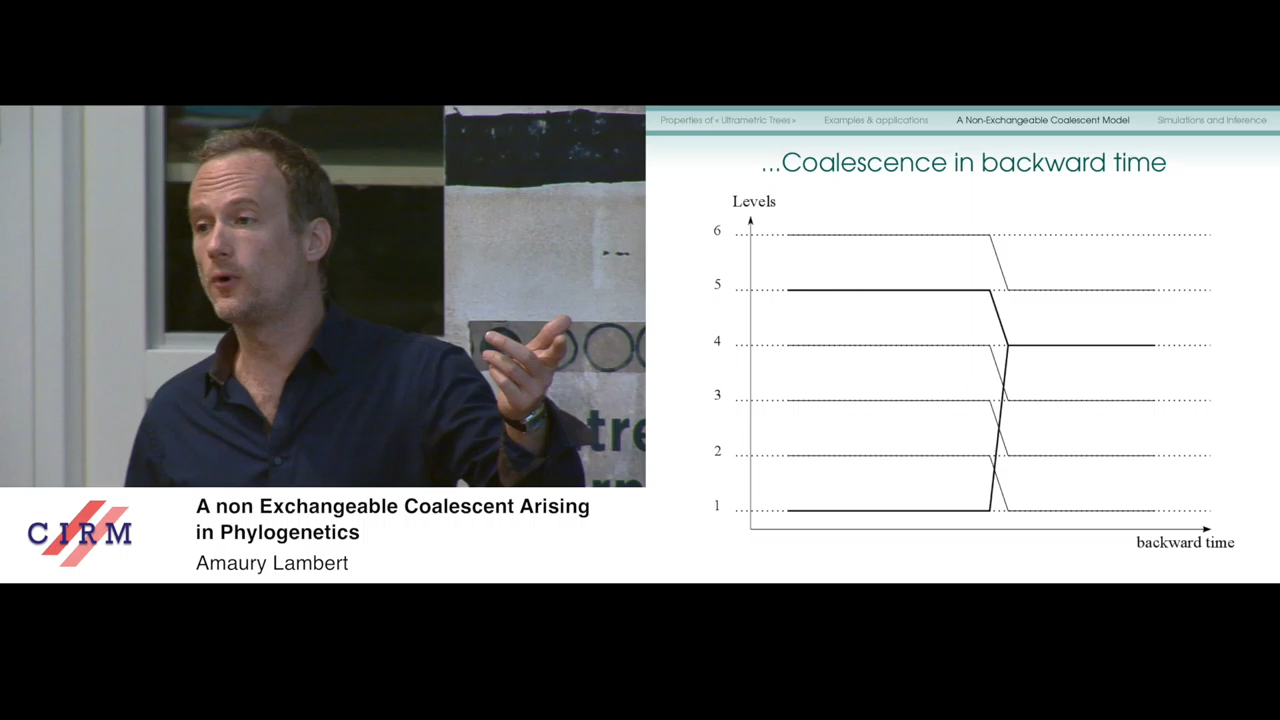 Properties of « Ultrametric Trees »
Examples & applications
A Non-Exchangeable Coalescent Model
Simulations and Inference
...Coalescence in backward time
Levels
6
5
4
3
2
1
backward time
tre
CIRM
A non Exchangeable Coalescent Arising
in Phylogenetics
Amaury Lambert